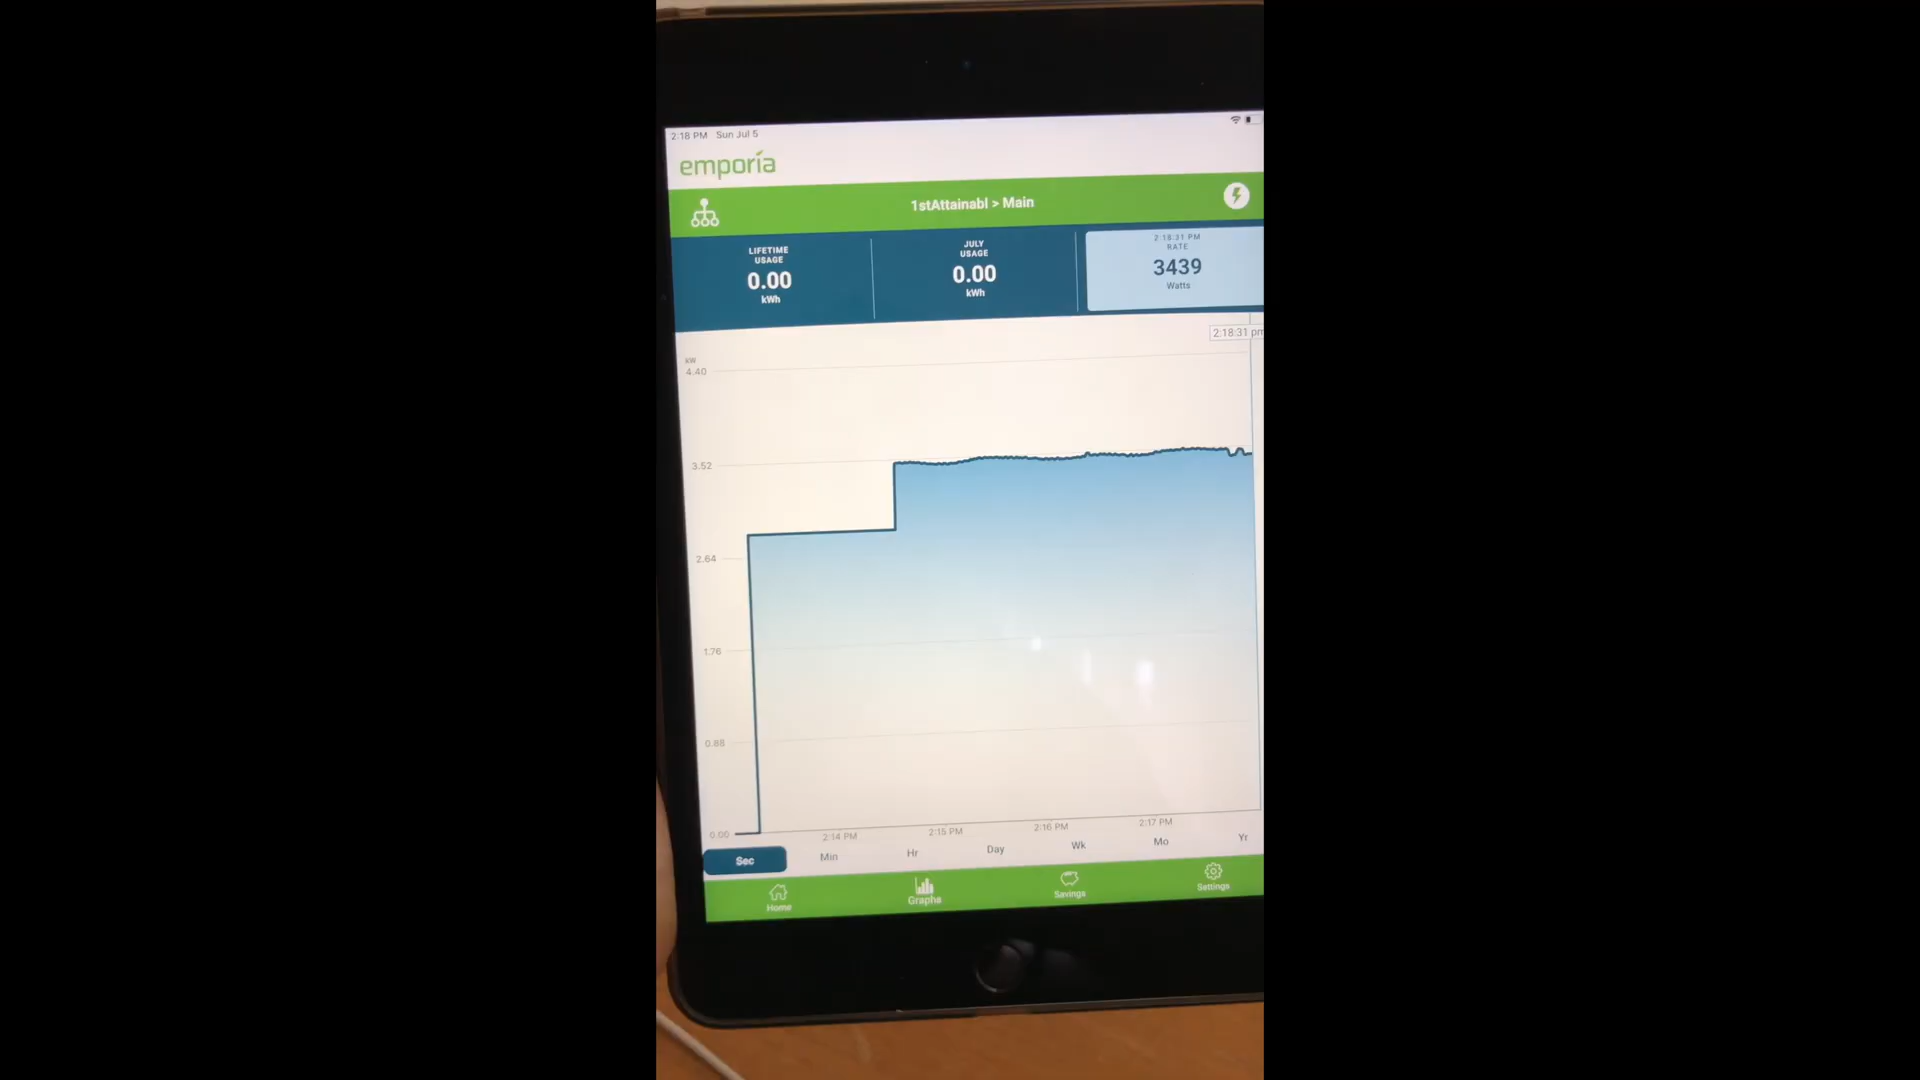 2:18 PM Sun Jul 5
emporia
1stAttainabl > Main
LIFETIME
USAGE
0.00
kWh
JULY
USAGE
0.00
kWh
2:18:31 PM
RATE
3439
Watts
2:18:31 pm
kW
4.40
3.52
2.64
1.76
0.88
0.00
2:14 PM 2:15 PM 2:16 PM 2:17 PM
Sec Min Hr Day Wk Mo Yr
Home Graphs Savings Settings